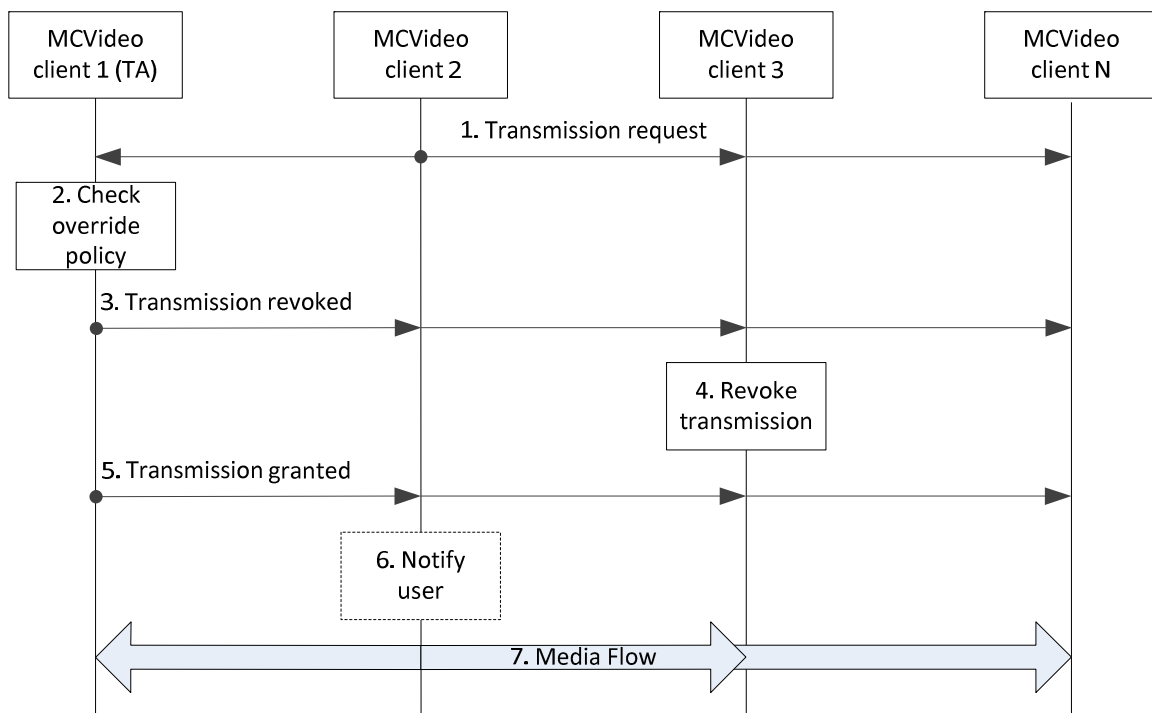 MCVideo
client 1 (TA)
MCVideo
client 2
MCVideo
client 3
MCVideo
client N
1. Transmission request
2. Check
override
policy
3. Transmission revoked
4. Revoke
transmission
5. Transmission granted
6. Notify
user
7. Media Flow